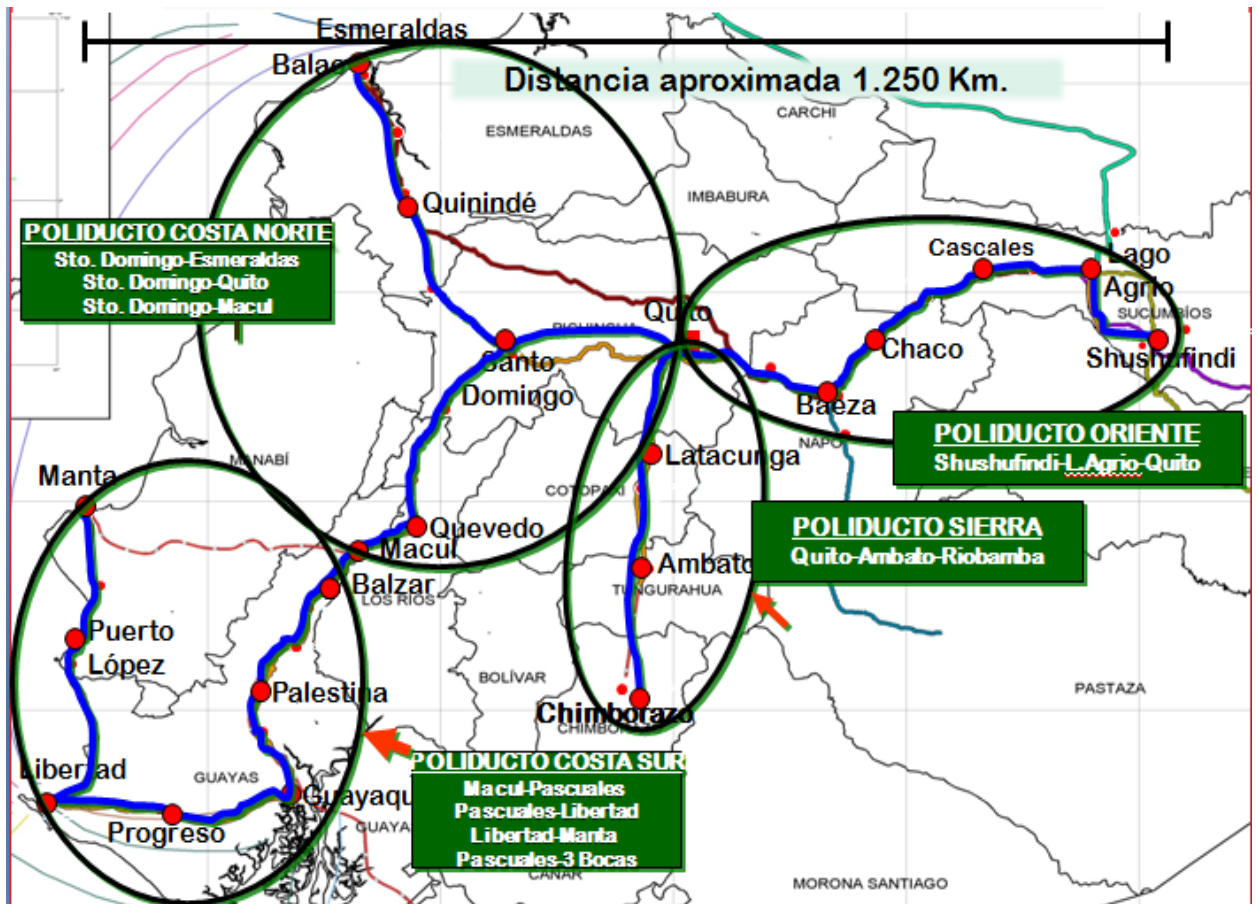 Esmeraldas
Balao
Distancia aproximada 1.250 Km.
CARCHI
ESMERALDAS
IMBABURA
Quinindé
POLIDUCTO COSTA NORTE
Sto. Domingo-Esmeraldas
Sto. Domingo-Quito
Sto. Domingo-Macul
Cascales
Lago
Agrio
SUCUMBÍOS
Quito
Santo
Domingo
Chaco
Shushufindi
Baeza
NAPO
POLIDUCTO ORIENTE
Shushufindi-L.Agrio-Quito
MANABÍ
Manta
Latacunga
COTOPAXI
Quevedo
Macul
POLIDUCTO SIERRA
Quito-Ambato-Riobamba
Ambato
TUNGURAHUA
Balzar
LOS RÍOS
Puerto
López
BOLÍVAR
PASTAZA
Palestina
Chimborazo
POLIDUCTO COSTA SUR
Macul-Pascuales
Pascuales-Libertad
Libertad-Manta
Pascuales-3 Bocas
Libertad
GUAYAS
Guayaqu
Progreso
GUAYA
CAÑAR
MORONA SANTIAGO